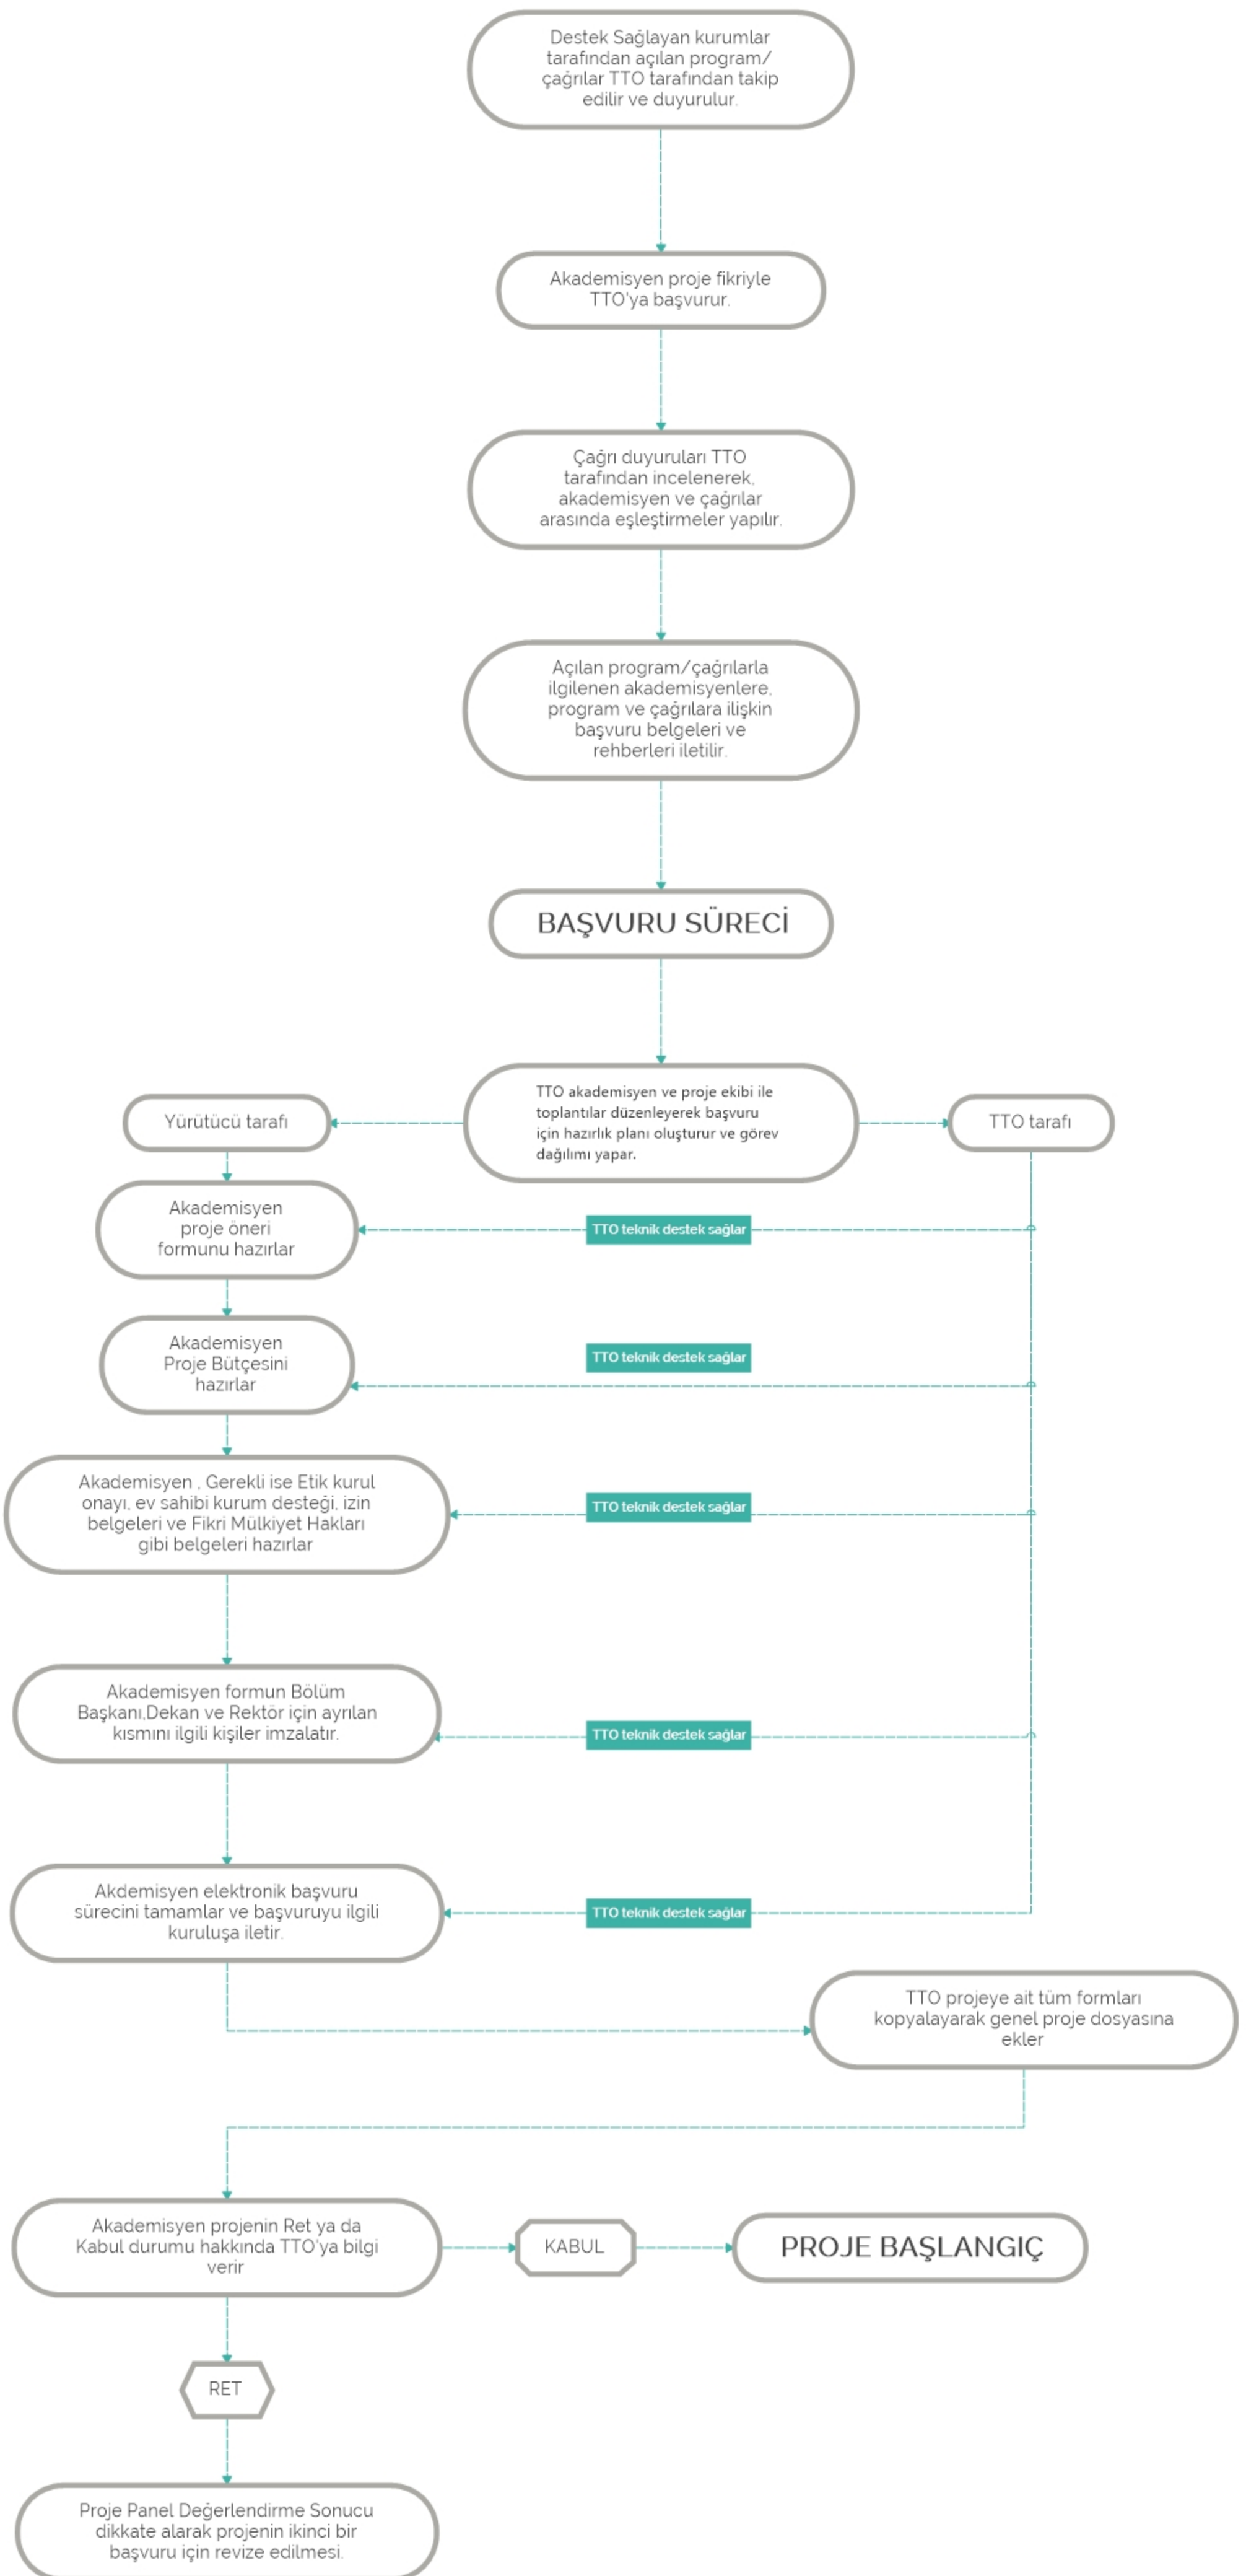 Destek Sağlayan kurumlar
tarafından açılan program/
çağrılar TTO tarafından takip
edilir ve duyurulur.
Akademisyen proje fikriyle
TTO'ya başvurur.
Çağrı duyuruları TTO
tarafından incelenerek,
akademisyen ve çağrılar
arasında eşleştirmeler yapılır.
Açılan program/çağrılarla
ilgilenen akademisyenlere,
program ve çağrılara ilişkin
başvuru belgeleri ve
rehberleri iletilir.
BAŞVURU SÜRECİ
TTO akademisyen ve proje ekibi ile
toplantılar düzenleyerek başvuru
için hazırlık planı oluşturur ve görev
dağılımı yapar.
Yürütücü tarafı
TTO tarafı
Akademisyen
proje öneri
formunu hazırlar
TTO teknik destek sağlar
Akademisyen
Proje Bütçesini
hazırlar
TTO teknik destek sağlar
Akademisyen , Gerekli ise Etik kurul
onayı, ev sahibi kurum desteği, izin
belgeleri ve Fikri Mülkiyet Hakları
gibi belgeleri hazırlar
TTO teknik destek sağlar
Akademisyen formun Bölüm
Başkanı,Dekan ve Rektör için ayrılan
kısmını ilgili kişiler imzalatır.
TTO teknik destek sağlar
Akdemisyen elektronik başvuru
sürecini tamamlar ve başvuruyu ilgili
kuruluşa iletir.
TTO teknik destek sağlar
TTO projeye ait tüm formları
kopyalayarak genel proje dosyasına
ekler
Akademisyen projenin Ret ya da
Kabul durumu hakkında TTO'ya bilgi
verir
KABUL
PROJE BAŞLANGIÇ
RET
Proje Panel Değerlendirme Sonucu
dikkate alarak projenin ikinci bir
başvuru için revize edilmesi.